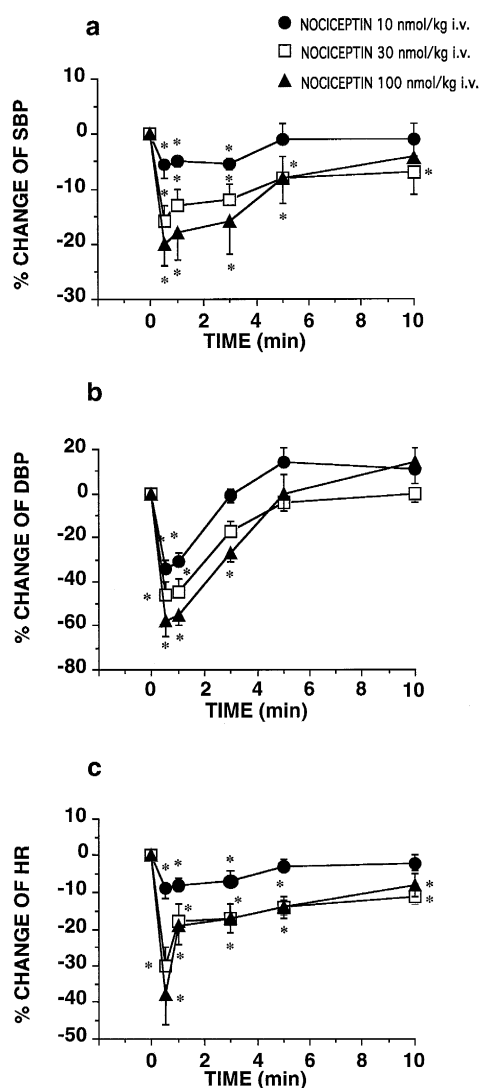 a
NOCICEPTIN 10 nmol/kg i.v.
NOCICEPTIN 30 nmol/kg i.v.
NOCICEPTIN 100 nmol/kg i.v.
% CHANGE OF SBP
10
0
-10
-20
-30
0 2 4 6 8 10
TIME (min)
* * * * * * * * * * * * *
b
% CHANGE OF DBP
20
0
-20
-40
-60
-80
0 2 4 6 8 10
TIME (min)
* * * * * * *
c
% CHANGE OF HR
10
0
-10
-20
-30
-40
-50
0 2 4 6 8 10
TIME (min)
* * * * * * * * * * * * *